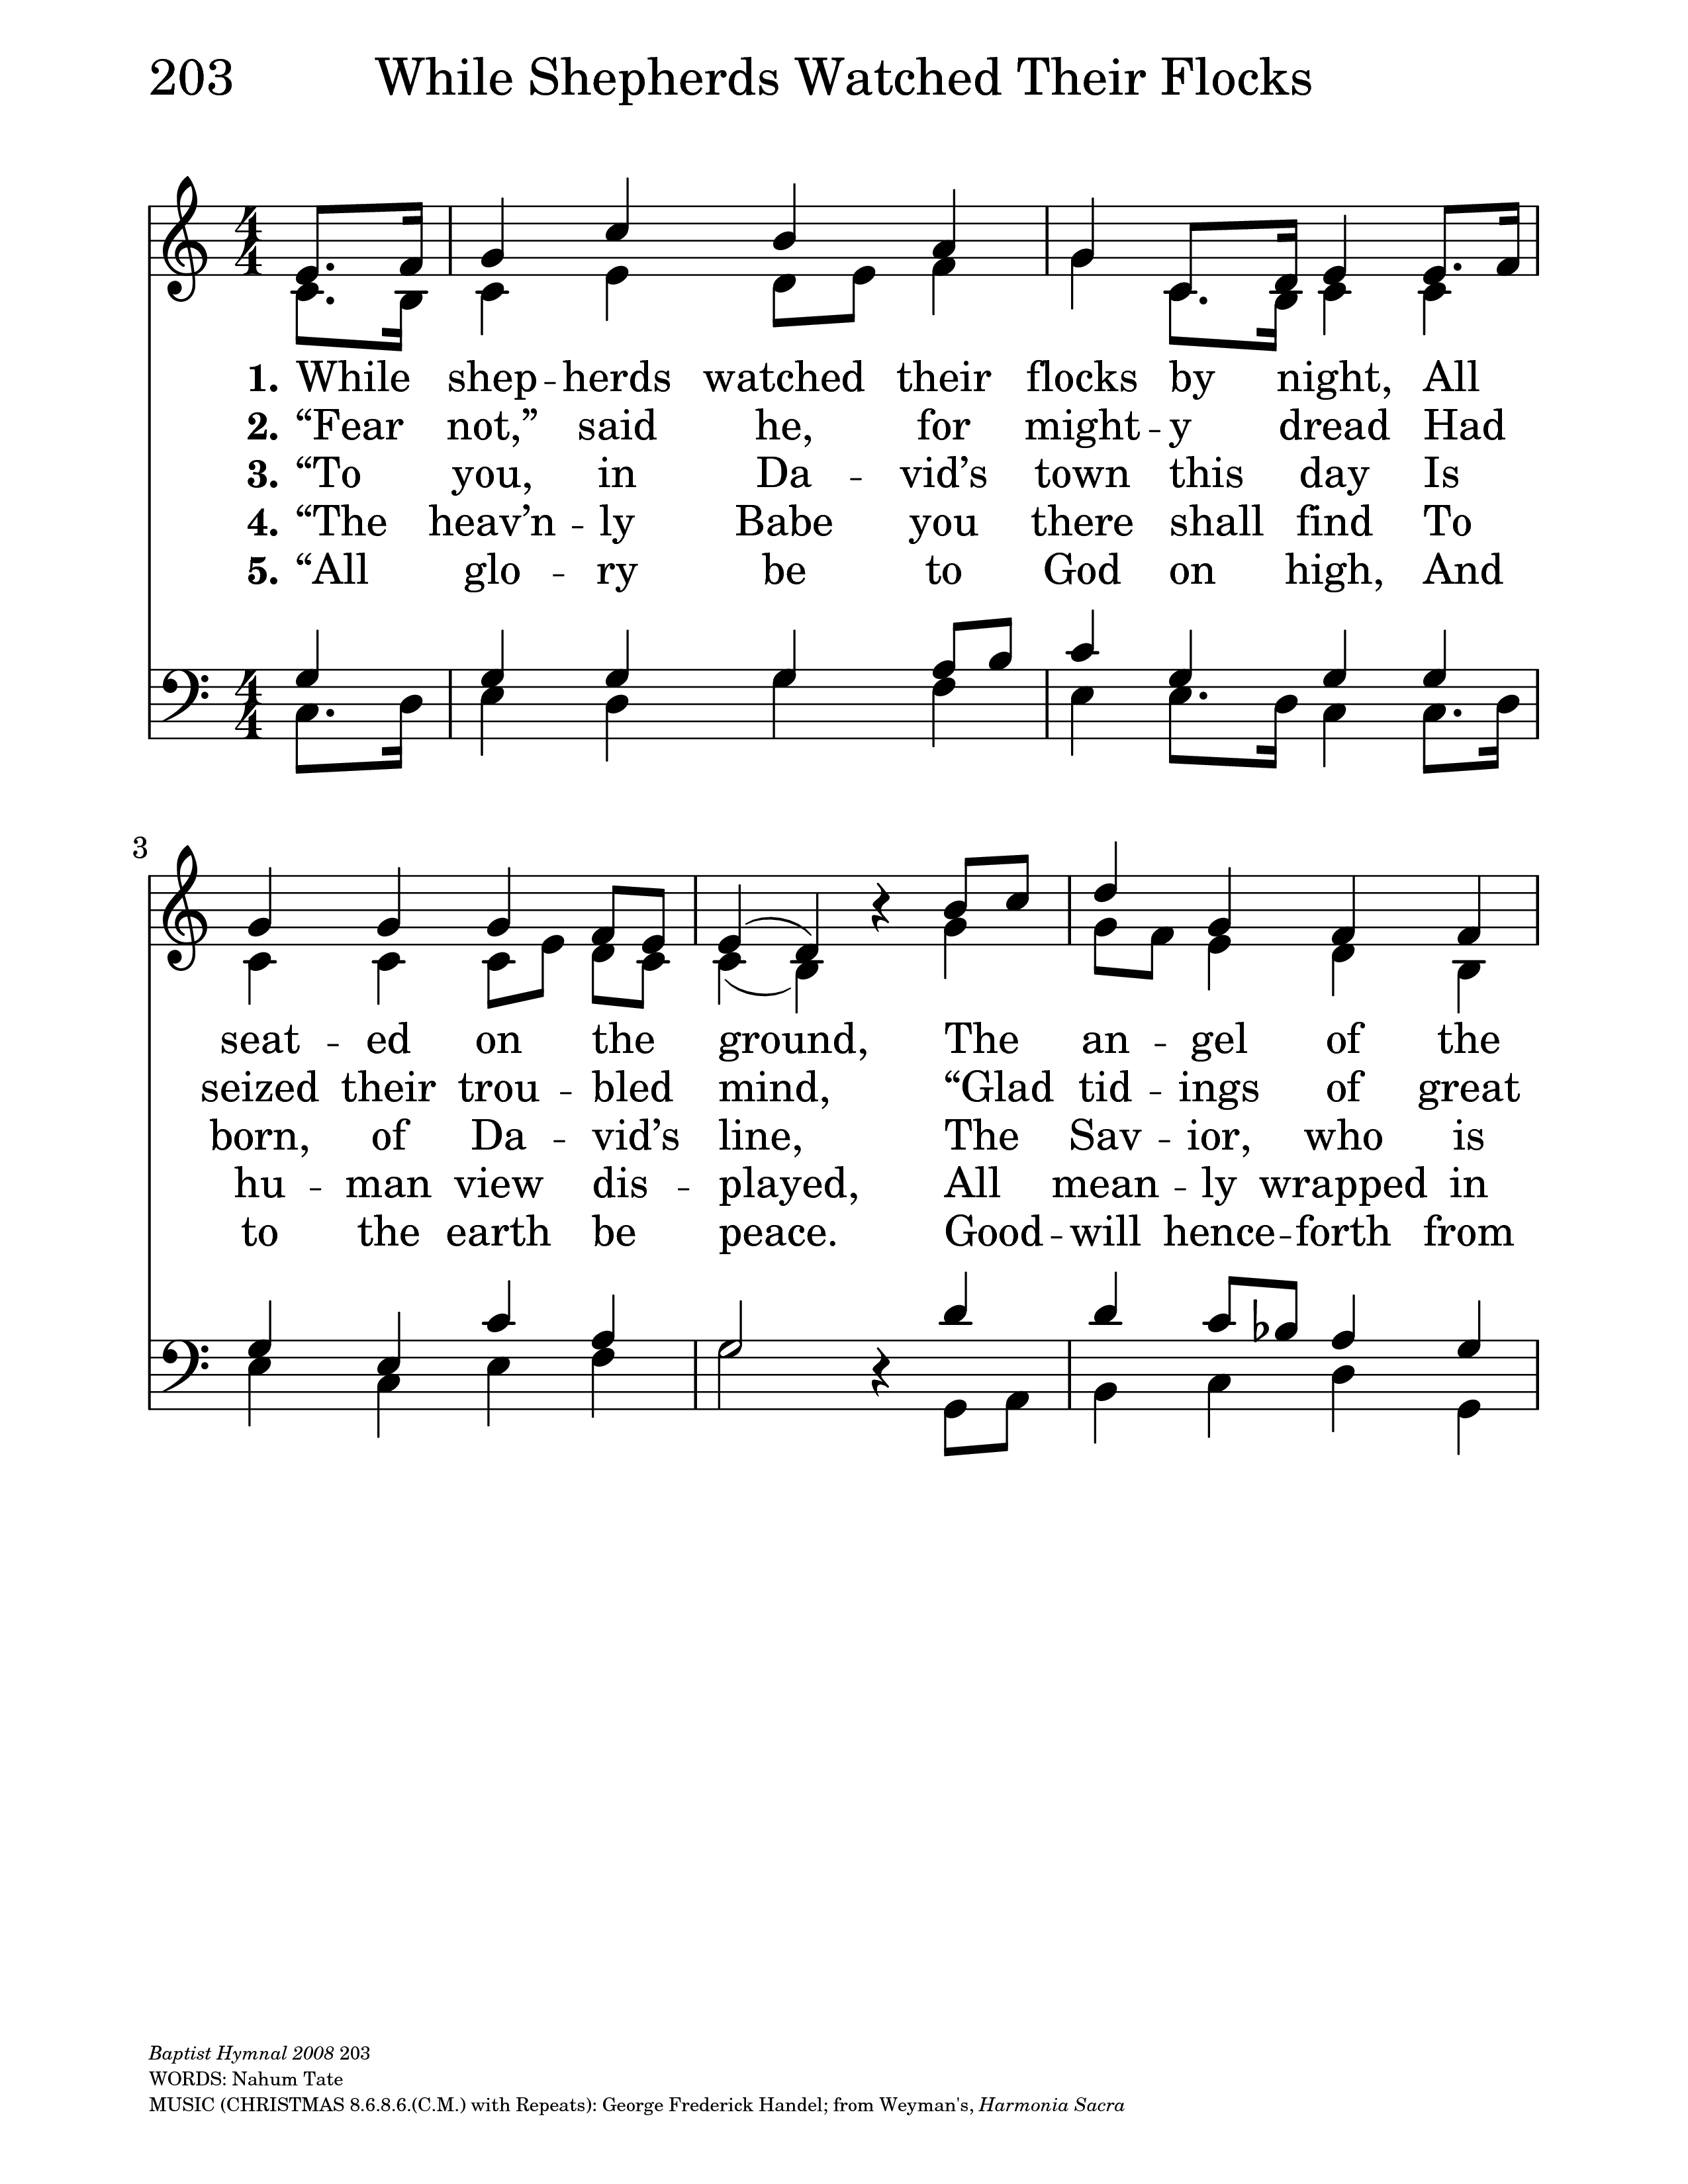 203 While Shepherds Watched Their Flocks
1. While shep - herds watched their flocks by night, All
2. “Fear not,” said he, for might - y dread Had
3. “To you, in Da - vid’s town this day Is
4. “The heav’n - ly Babe you there shall find To
5. “All glo - ry be to God on high, And
3
seat - ed on the ground, The an - gel of the
seized their trou - bled mind, “Glad tid - ings of great
born, of Da - vid’s line, The Sav - ior, who is
hu - man view dis - played, All mean - ly wrapped in
to the earth be peace. Good - will hence - forth from
Baptist Hymnal 2008 203
WORDS: Nahum Tate
MUSIC (CHRISTMAS 8.6.8.6.(C.M.) with Repeats): George Frederick Handel; from Weyman's, Harmonia Sacra